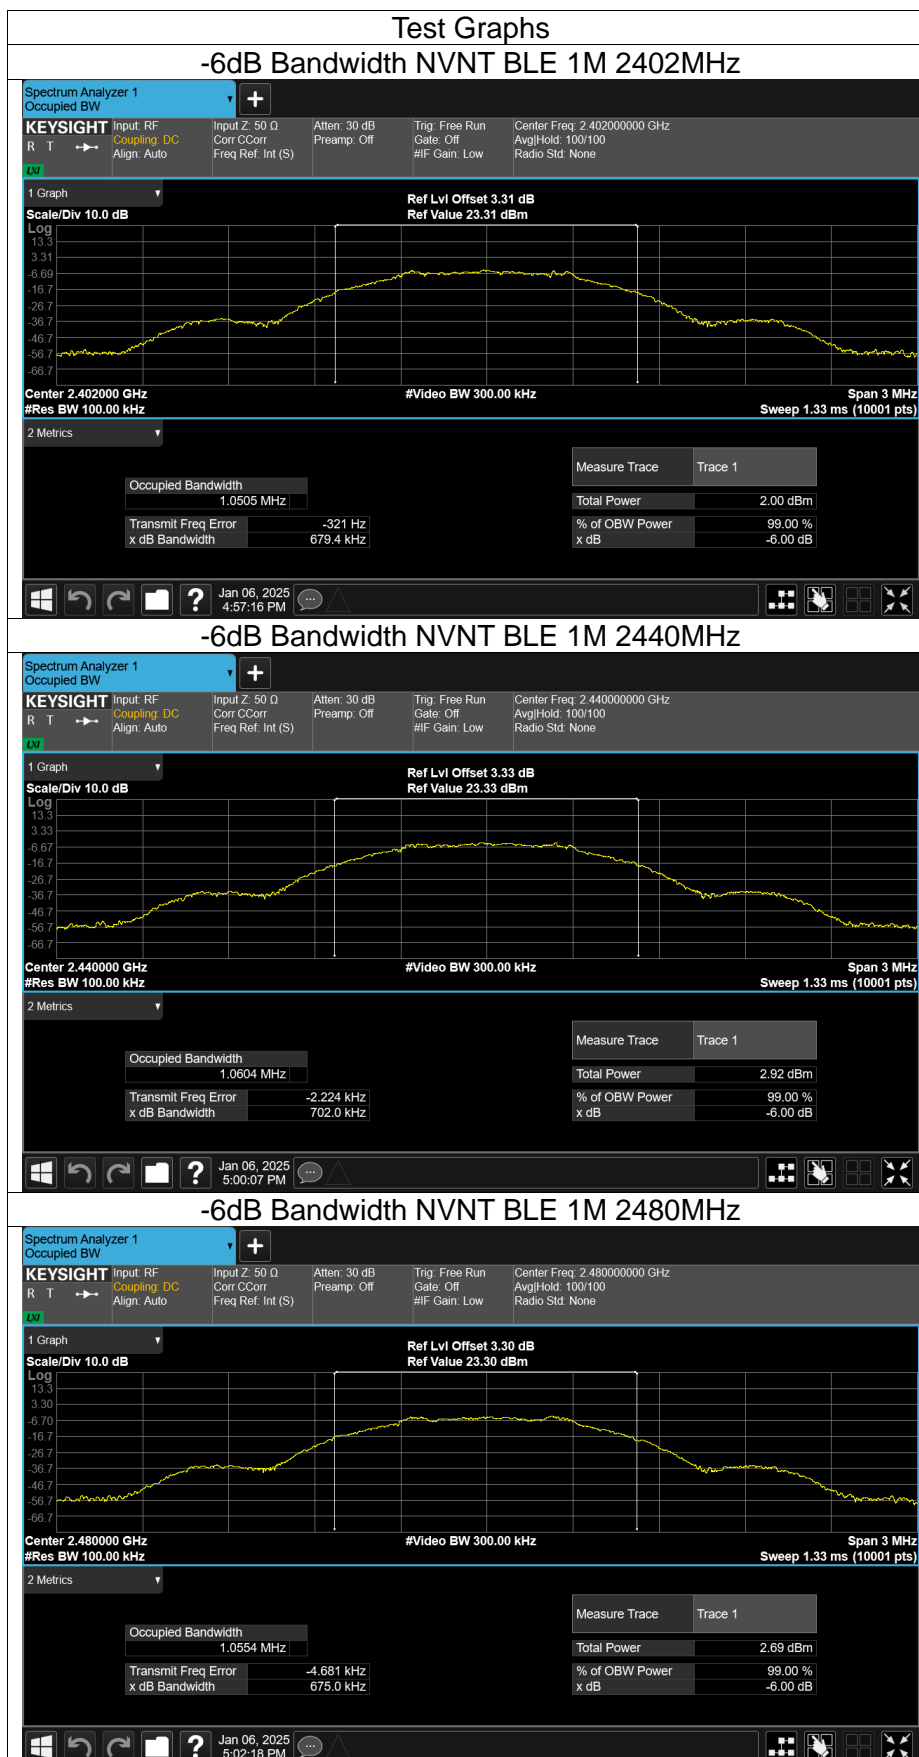 Test Graphs
-6dB Bandwidth NVNT BLE 1M 2402MHz
Spectrum Analyzer 1
Occupied BW
KEYSIGHT Input: RF Input Z: 50 Ω Atten: 30 dB Trig: Free Run Center Freq: 2.402000000 GHz
R T Coupling: DC Corr CCorr Preamp: Off Gate: Off Avg|Hold: 100/100
Align: Auto Freq Ref: Int (S) #IF Gain: Low Radio Std: None
LXI
1 Graph
Ref Lvl Offset 3.31 dB
Scale/Div 10.0 dB Ref Value 23.31 dBm
Log
13.3
3.31
-6.69
-16.7
-26.7
-36.7
-46.7
-56.7
-66.7
Center 2.402000 GHz #Video BW 300.00 kHz Span 3 MHz
#Res BW 100.00 kHz Sweep 1.33 ms (10001 pts)
2 Metrics
Measure Trace Trace 1
Occupied Bandwidth
1.0505 MHz Total Power 2.00 dBm
Transmit Freq Error -321 Hz % of OBW Power 99.00 %
x dB Bandwidth 679.4 kHz x dB -6.00 dB
? Jan 06, 2025
4:57:16 PM
-6dB Bandwidth NVNT BLE 1M 2440MHz
Spectrum Analyzer 1
Occupied BW
KEYSIGHT Input: RF Input Z: 50 Ω Atten: 30 dB Trig: Free Run Center Freq: 2.440000000 GHz
R T Coupling: DC Corr CCorr Preamp: Off Gate: Off Avg|Hold: 100/100
Align: Auto Freq Ref: Int (S) #IF Gain: Low Radio Std: None
LXI
1 Graph
Ref Lvl Offset 3.33 dB
Scale/Div 10.0 dB Ref Value 23.33 dBm
Log
13.3
3.33
-6.67
-16.7
-26.7
-36.7
-46.7
-56.7
-66.7
Center 2.440000 GHz #Video BW 300.00 kHz Span 3 MHz
#Res BW 100.00 kHz Sweep 1.33 ms (10001 pts)
2 Metrics
Measure Trace Trace 1
Occupied Bandwidth
1.0604 MHz Total Power 2.92 dBm
Transmit Freq Error -2.224 kHz % of OBW Power 99.00 %
x dB Bandwidth 702.0 kHz x dB -6.00 dB
? Jan 06, 2025
5:00:07 PM
-6dB Bandwidth NVNT BLE 1M 2480MHz
Spectrum Analyzer 1
Occupied BW
KEYSIGHT Input: RF Input Z: 50 Ω Atten: 30 dB Trig: Free Run Center Freq: 2.480000000 GHz
R T Coupling: DC Corr CCorr Preamp: Off Gate: Off Avg|Hold: 100/100
Align: Auto Freq Ref: Int (S) #IF Gain: Low Radio Std: None
LXI
1 Graph
Ref Lvl Offset 3.30 dB
Scale/Div 10.0 dB Ref Value 23.30 dBm
Log
13.3
3.30
-6.70
-16.7
-26.7
-36.7
-46.7
-56.7
-66.7
Center 2.480000 GHz #Video BW 300.00 kHz Span 3 MHz
#Res BW 100.00 kHz Sweep 1.33 ms (10001 pts)
2 Metrics
Measure Trace Trace 1
Occupied Bandwidth
1.0554 MHz Total Power 2.69 dBm
Transmit Freq Error -4.681 kHz % of OBW Power 99.00 %
x dB Bandwidth 675.0 kHz x dB -6.00 dB
? Jan 06, 2025
5:02:18 PM